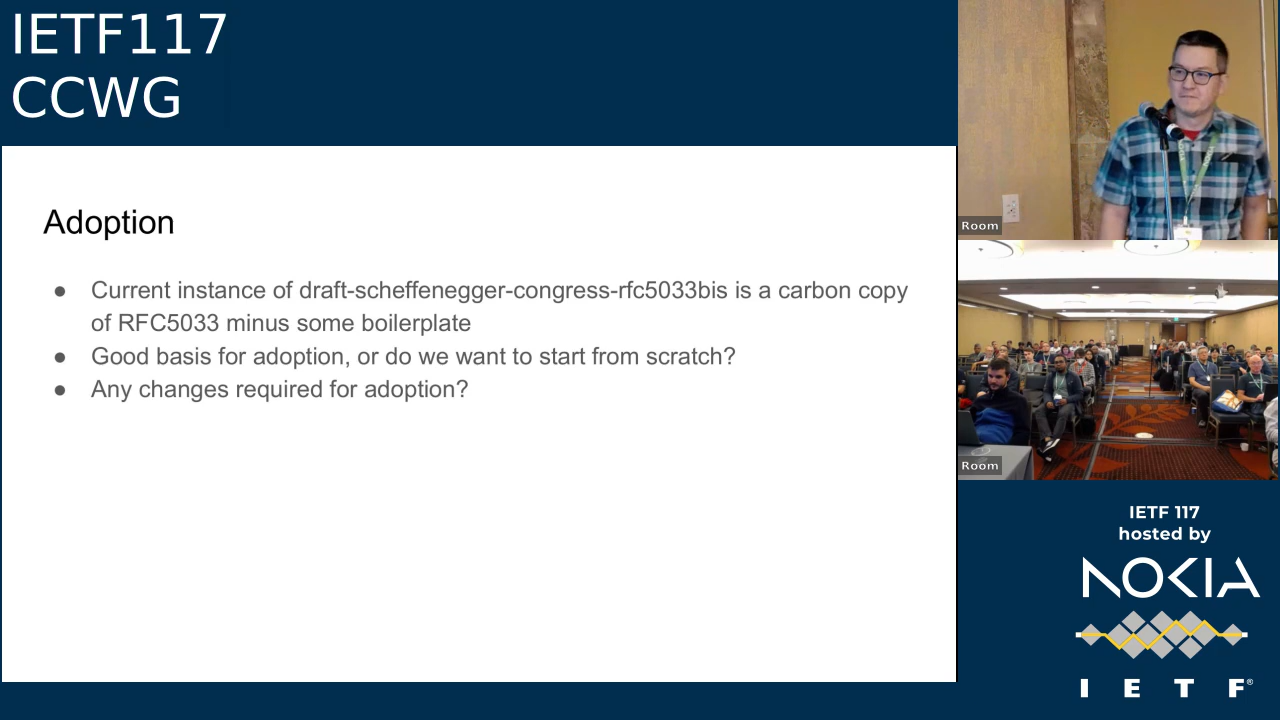 IETF117
CCWG
Adoption
● Current instance of draft-scheffenegger-congress-rfc5033bis is a carbon copy
of RFC5033 minus some boilerplate
● Good basis for adoption, or do we want to start from scratch?
● Any changes required for adoption?
Room
Room
IETF 117
hosted by
NOKIA
I E T F®